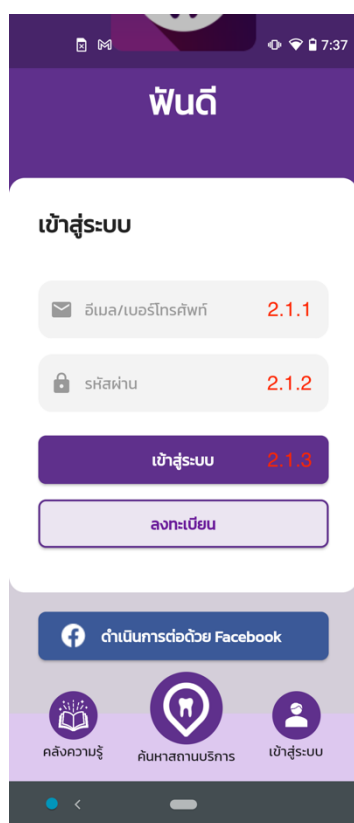 7:37
ฟันดี
เข้าสู่ระบบ
อีเมล/เบอร์โทรศัพท์ 2.1.1
รหัสผ่าน 2.1.2
เข้าสู่ระบบ 2.1.3
ลงทะเบียน
ดำเนินการต่อด้วย Facebook
คลังความรู้ ค้นหาสถานบริการ เข้าสู่ระบบ